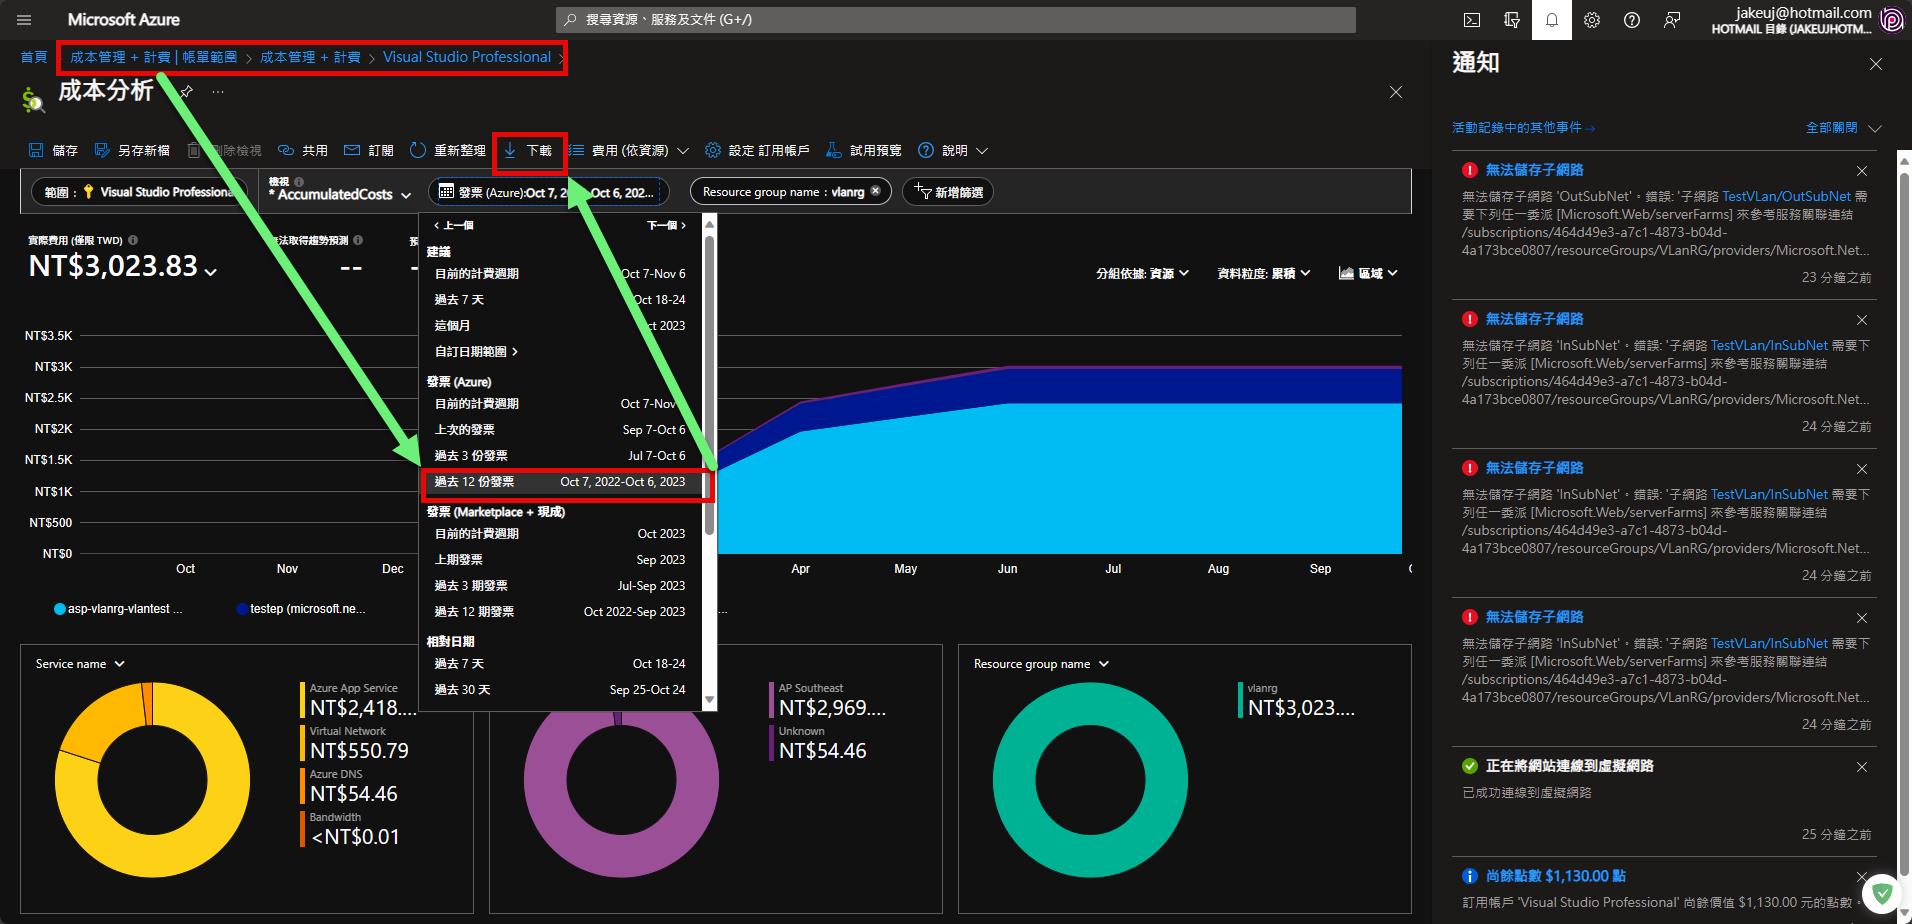 Microsoft Azure
搜尋資源、服務及文件 (G+/)
jakeuj@hotmail.com
HOTMAIL 目錄 (JAKEUJHOTM...
首頁
成本管理 + 計費 | 帳單範圍 > 成本管理 + 計費 > Visual Studio Professional >
成本分析
...
儲存
另存新檔
刪除檢視
共用
訂閱
重新整理
下載
費用 (依資源)
設定 訂用帳戶
試用預覽
說明
範圍 : Visual Studio Professional
檢視
* AccumulatedCosts
發票 (Azure):Oct 7, 20 Oct 6, 202...
Resource group name : vlanrg
新增篩選
實際費用 (僅限 TWD)
NT$3,023.83
無法取得趨勢預測
--
分組依據: 資源
資料粒度: 累積
區域
< 上一個
下一個 >
建議
目前的計費週期 Oct 7-Nov 6
過去 7 天 Oct 18-24
這個月 Oct 2023
自訂日期範圍 >
發票 (Azure)
目前的計費週期 Oct 7-Nov
上次的發票 Sep 7-Oct 6
過去 3 份發票 Jul 7-Oct 6
過去 12 份發票 Oct 7, 2022-Oct 6, 2023
發票 (Marketplace + 現成)
目前的計費週期 Oct 2023
上期發票 Sep 2023
過去 3 期發票 Jul-Sep 2023
過去 12 期發票 Oct 2022-Sep 2023
相對日期
過去 7 天 Oct 18-24
過去 30 天 Sep 25-Oct 24
NT$3.5K
NT$3K
NT$2.5K
NT$2K
NT$1.5K
NT$1K
NT$500
NT$0
Oct Nov Dec Apr May Jun Jul Aug Sep
asp-vlanrg-vlantest ...
testep (microsoft.ne...
...
Service name
Azure App Service
NT$2,418....
Virtual Network
NT$550.79
Azure DNS
NT$54.46
Bandwidth
<NT$0.01
AP Southeast
NT$2,969....
Unknown
NT$54.46
Resource group name
vlanrg
NT$3,023....
通知
活動記錄中的其他事件 →
全部關閉
無法儲存子網路
無法儲存子網路 'OutSubNet'。錯誤: '子網路 TestVLan/OutSubNet 需
要下列任一委派 [Microsoft.Web/serverFarms] 來參考服務關聯連結
/subscriptions/464d49e3-a7c1-4873-b04d-
4a173bce0807/resourceGroups/VLanRG/providers/Microsoft.Net...
23 分鐘之前
無法儲存子網路
無法儲存子網路 'InSubNet'。錯誤: '子網路 TestVLan/InSubNet 需要下
列任一委派 [Microsoft.Web/serverFarms] 來參考服務關聯連結
/subscriptions/464d49e3-a7c1-4873-b04d-
4a173bce0807/resourceGroups/VLanRG/providers/Microsoft.Net...
24 分鐘之前
無法儲存子網路
無法儲存子網路 'InSubNet'。錯誤: '子網路 TestVLan/InSubNet 需要下
列任一委派 [Microsoft.Web/serverFarms] 來參考服務關聯連結
/subscriptions/464d49e3-a7c1-4873-b04d-
4a173bce0807/resourceGroups/VLanRG/providers/Microsoft.Net...
24 分鐘之前
無法儲存子網路
無法儲存子網路 'InSubNet'。錯誤: '子網路 TestVLan/InSubNet 需要下
列任一委派 [Microsoft.Web/serverFarms] 來參考服務關聯連結
/subscriptions/464d49e3-a7c1-4873-b04d-
4a173bce0807/resourceGroups/VLanRG/providers/Microsoft.Net...
24 分鐘之前
正在將網站連線到虛擬網路
已成功連線到虛擬網路
25 分鐘之前
尚餘點數 $1,130.00 點
訂用帳戶 'Visual Studio Professional' 尚餘價值 $1,130.00 元的點數。